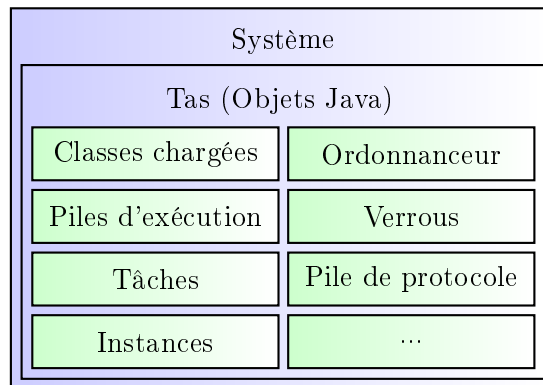 Système
Tas (Objets Java)
Classes chargées
Ordonnanceur
Piles d'exécution
Verrous
Tâches
Pile de protocole
Instances
...